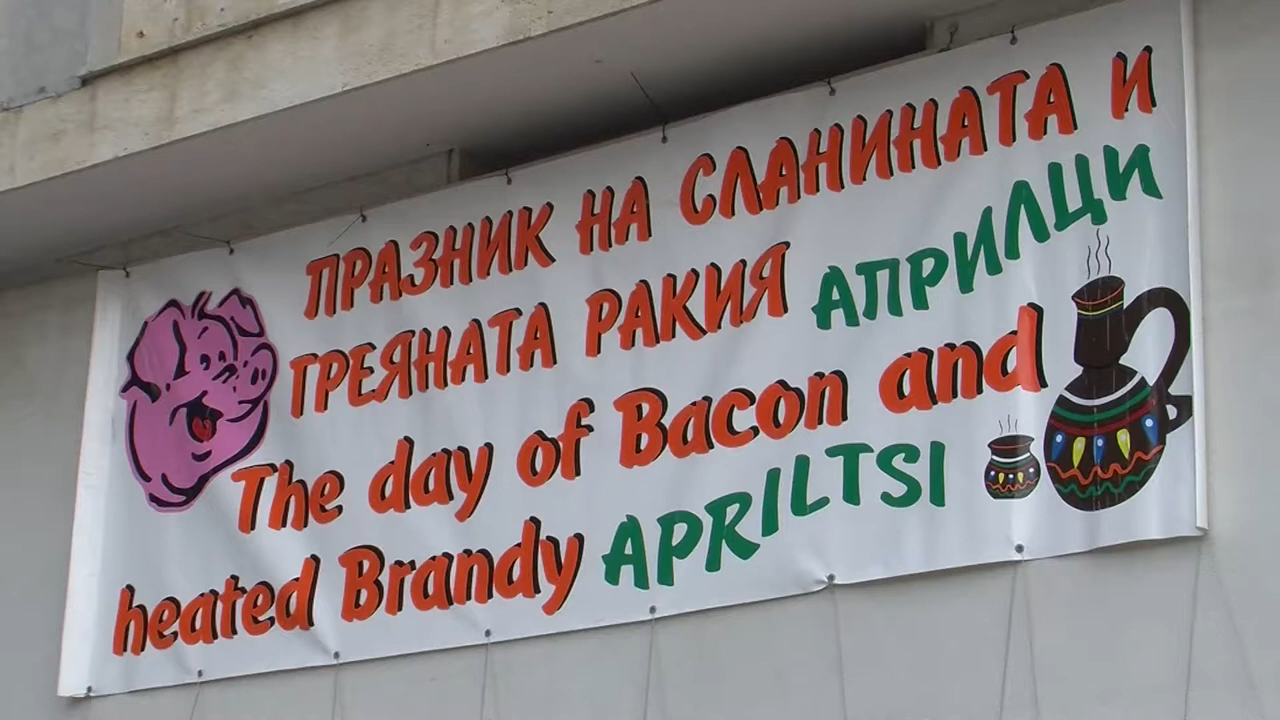 ПРАЗНИК НА СЛАНИНАТА И
ГРЕЯНАТА РАКИЯ АПРИЛЦИ
The day of Bacon and
heated Brandy APRILTSI